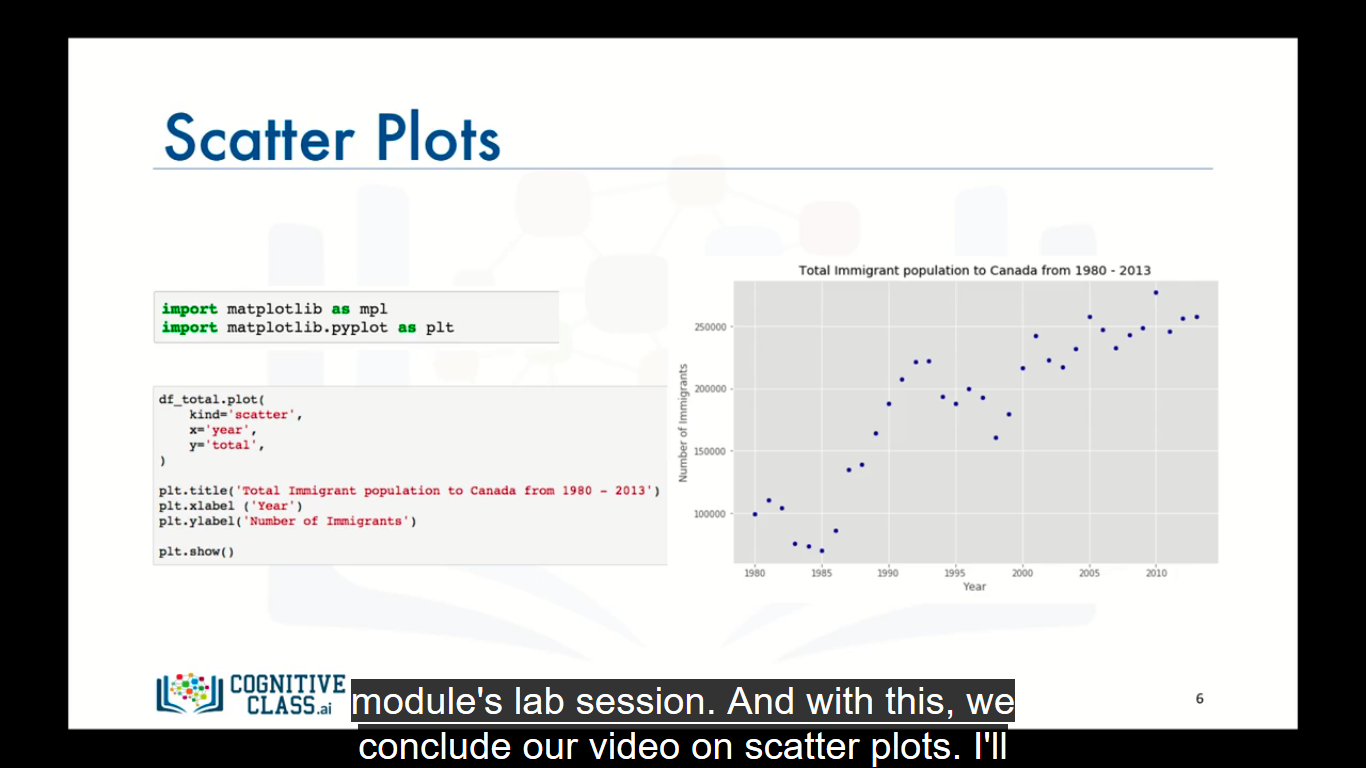 Scatter Plots
import matplotlib as mpl
import matplotlib.pyplot as plt
df_total.plot(
    kind='scatter',
    x='year',
    y='total',
)
plt.title('Total Immigrant population to Canada from 1980 - 2013')
plt.xlabel ('Year')
plt.ylabel('Number of Immigrants')
plt.show()
Total Immigrant population to Canada from 1980 - 2013
Number of Immigrants
250000
200000
150000
100000
1980 1985 1990 1995 2000 2005 2010
Year
COGNITIVE
CLASS.ai
6
module's lab session. And with this, we
conclude our video on scatter plots. I'll